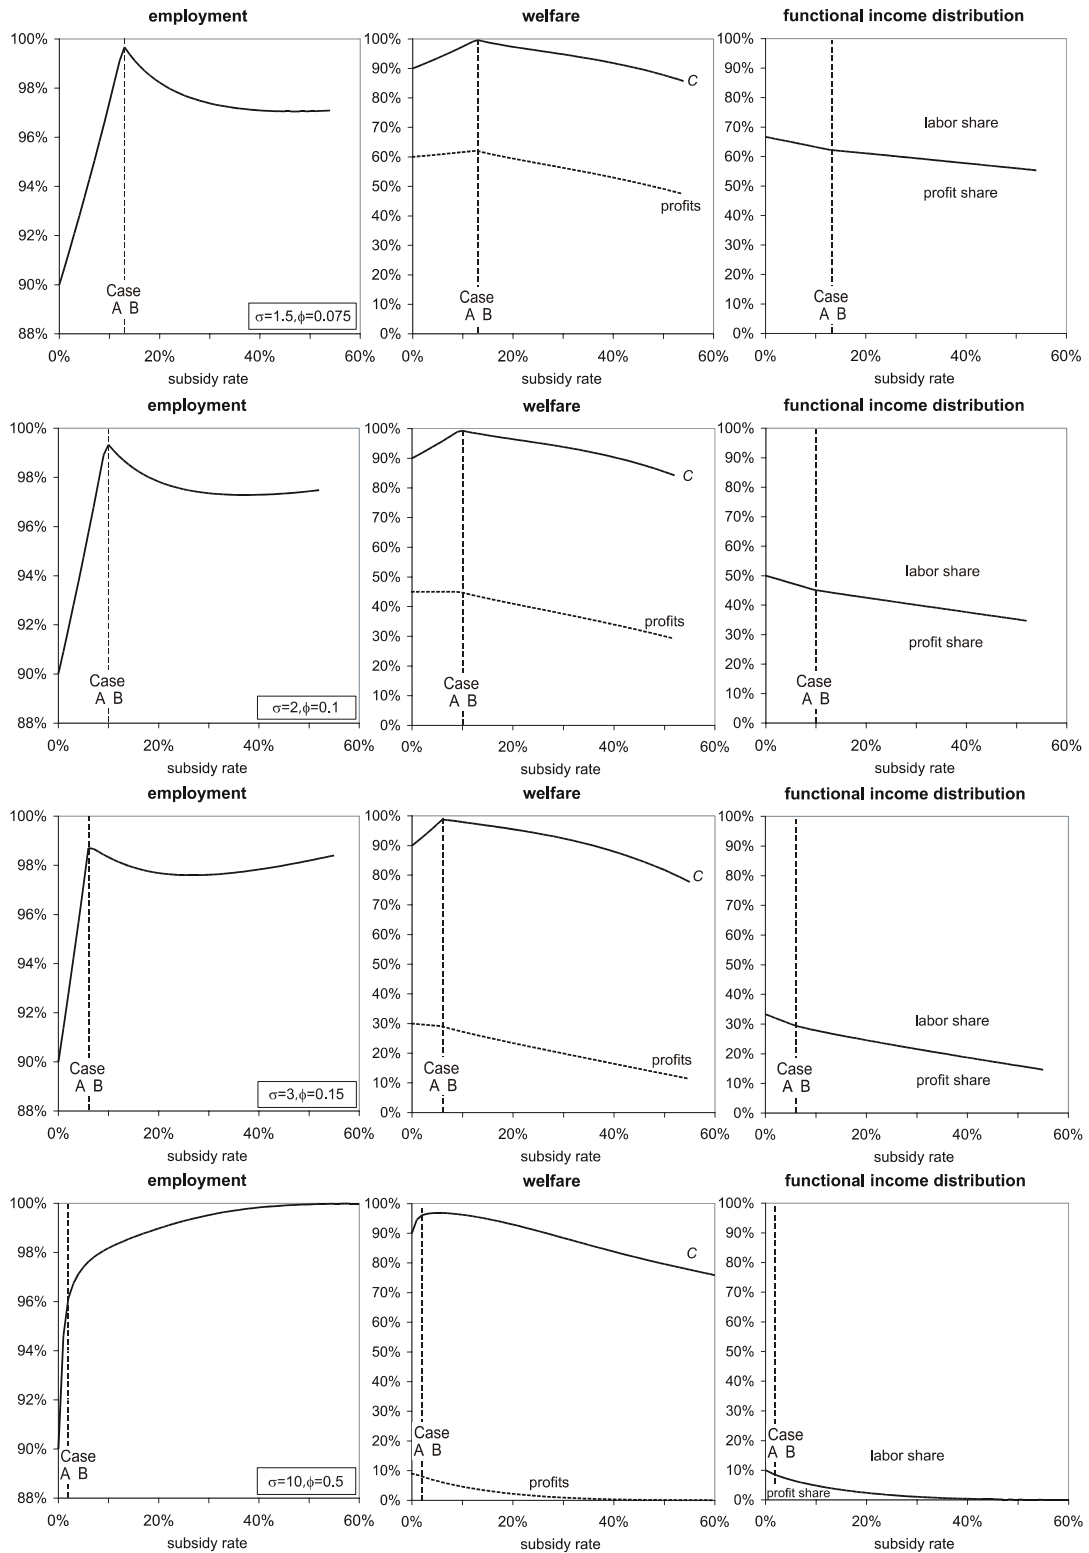 employment welfare functional income distribution
100% 100% 100%
98% 90% 90%
80% 80%
96% 70% 70%
labor share
60% 60%
94% 50% 50%
profit share
profits
C
92% 40% 40%
30% 30%
90% 20% 20%
Case Case Case
A B A B A B
10% 10%
σ=1.5,ϕ=0.075
88% 0% 0%
0% 20% 40% 60% 0% 20% 40% 60% 0% 20% 40% 60%
subsidy rate subsidy rate subsidy rate
employment welfare functional income distribution
100% 100% 100%
98% 90% 90%
C
80% 80%
96% 70% 70%
60% 60%
labor share
94% 50% 50%
92% 40% 40%
profits
profit share
30% 30%
90% 20% 20%
Case Case Case
A B A B A B
10% 10%
σ=2,ϕ=0.1
88% 0% 0%
0% 20% 40% 60% 0% 20% 40% 60% 0% 20% 40% 60%
subsidy rate subsidy rate subsidy rate
employment welfare functional income distribution
100% 100% 100%
98% 90% 90%
C
80% 80%
96% 70% 70%
60% 60%
94% 50% 50%
92% 40% 40%
labor share
30% 30%
90% 20% 20%
profits
Case Case Case
A B A B A B
profit share
10% 10%
σ=3,ϕ=0.15
88% 0% 0%
0% 20% 40% 60% 0% 20% 40% 60% 0% 20% 40% 60%
subsidy rate subsidy rate subsidy rate
employment welfare functional income distribution
100% 100% 100%
98% 90% 90%
C
80% 80%
96% 70% 70%
60% 60%
94% 50% 50%
92% 40% 40%
30% 30%
90% 20% 20%
Case Case Case
A B A B A B
labor share
10% 10%
profits
profit share
σ=10,ϕ=0.5
88% 0% 0%
0% 20% 40% 60% 0% 20% 40% 60% 0% 20% 40% 60%
subsidy rate subsidy rate subsidy rate